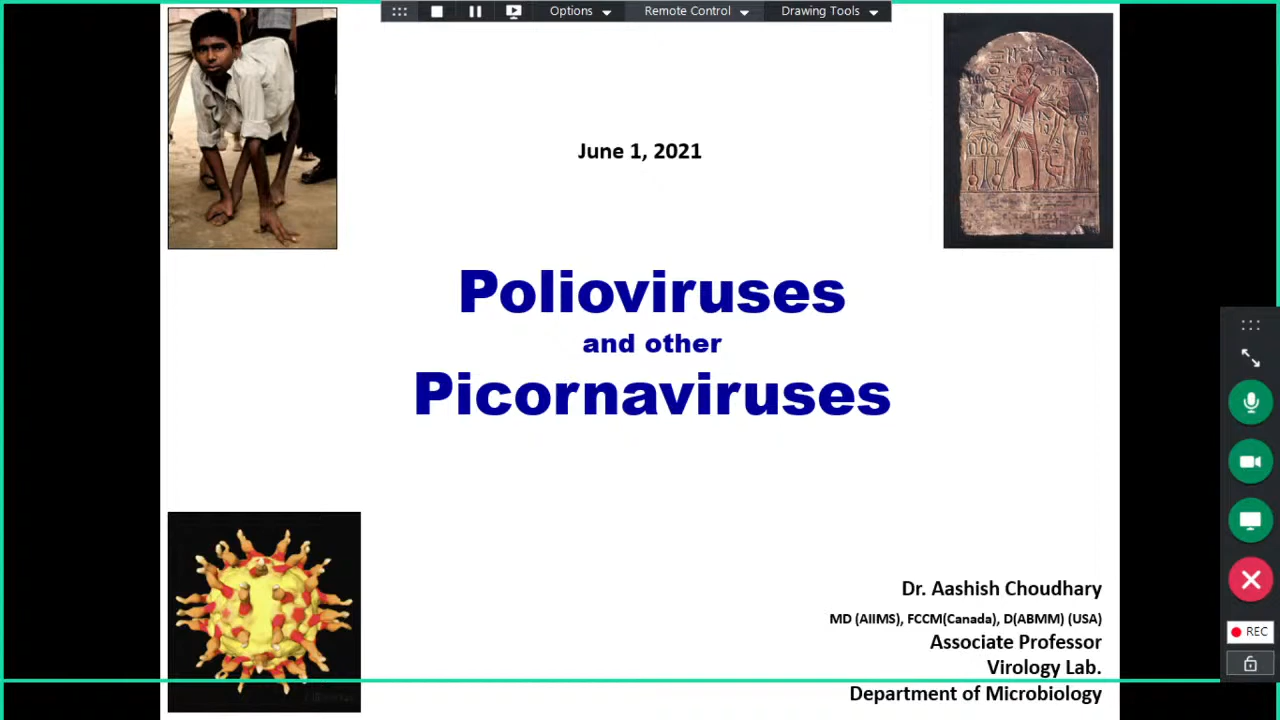 Options
Remote Control
Drawing Tools
June 1, 2021
Polioviruses
and other
Picornaviruses
Dr. Aashish Choudhary
MD (AIIMS), FCCM(Canada), D(ABMM) (USA)
Associate Professor
Virology Lab.
Department of Microbiology
REC